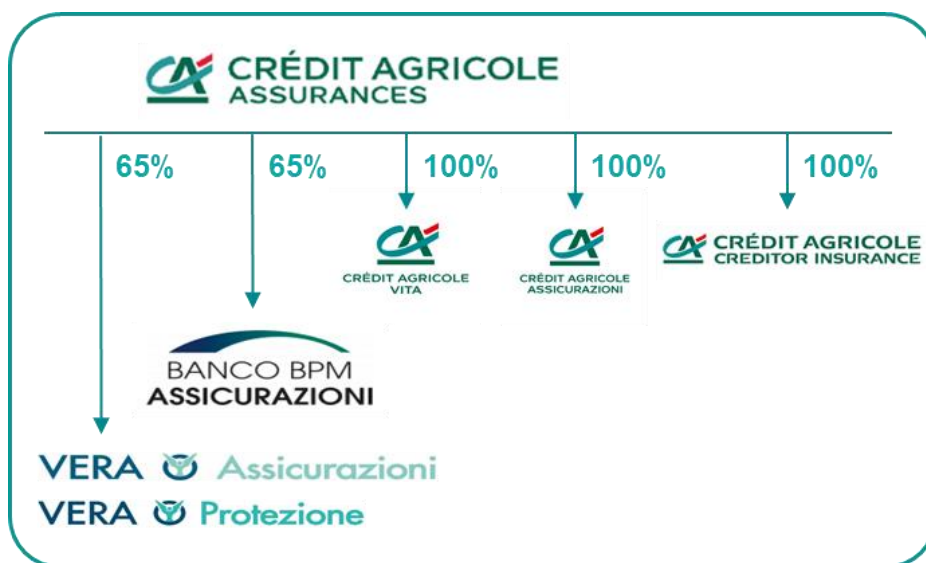 CRÉDIT AGRICOLE
ASSURANCES
65%
65%
100%
100%
100%
CRÉDIT AGRICOLE
VITA
CRÉDIT AGRICOLE
ASSICURAZIONI
CRÉDIT AGRICOLE
CREDITOR INSURANCE
BANCO BPM
ASSICURAZIONI
VERA Assicurazioni
VERA Protezione